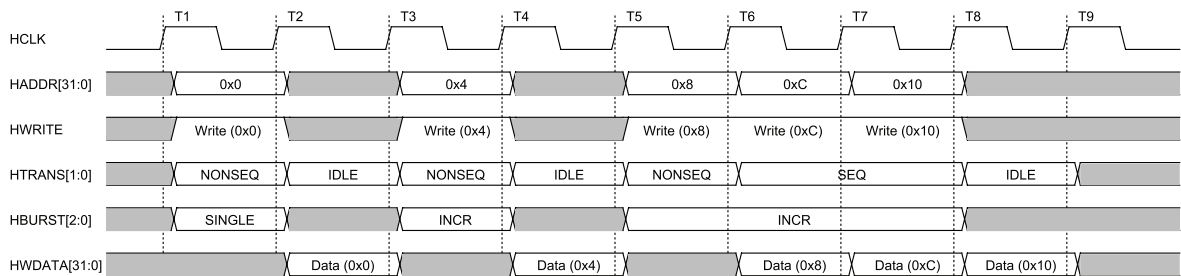 T1 T2 T3 T4 T5 T6 T7 T8 T9
HCLK
HADDR[31:0] 0x0 0x4 0x8 0xC 0x10
HWRITE Write (0x0) Write (0x4) Write (0x8) Write (0xC) Write (0x10)
HTRANS[1:0] NONSEQ IDLE NONSEQ IDLE NONSEQ SEQ IDLE
HBURST[2:0] SINGLE INCR INCR
HWDATA[31:0] Data (0x0) Data (0x4) Data (0x8) Data (0xC) Data (0x10)